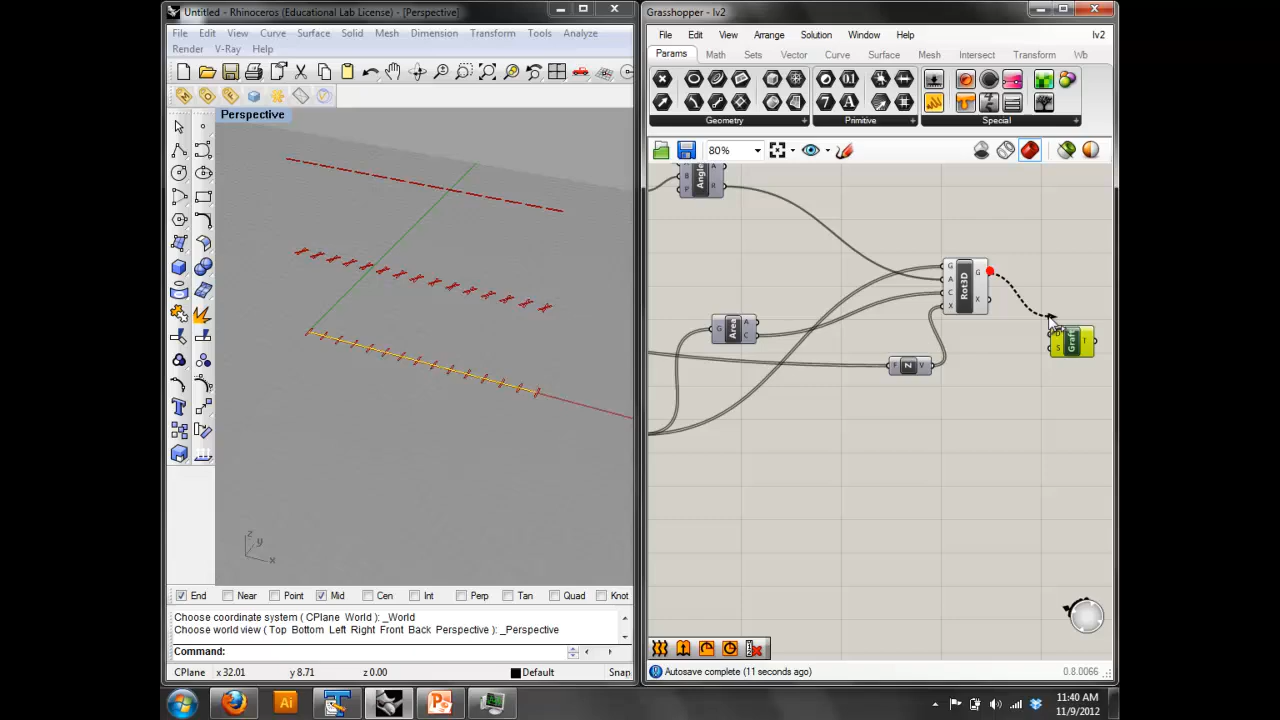 Untitled - Rhinoceros (Educational Lab License) - [Perspective]
File Edit View Curve Surface Solid Mesh Dimension Transform Tools Analyze
Render V-Ray Help
Perspective
z
y
x
End Near Point Mid Cen Int Perp Tan Quad Knot
Choose coordinate system ( CPlane World ): _World
Choose world view ( Top Bottom Left Right Front Back Perspective ): _Perspective
Command:
CPlane x 32.01 y 8.71 z 0.00 Default Snap
Grasshopper - lv2
File Edit View Arrange Solution Window Help lv2
Params Math Sets Vector Curve Surface Mesh Intersect Transform Wb
Geometry Primitive Special
80%
Angle B P A R
Area G A C
Rot3D G A C X G X
N F V
Graft S T
Autosave complete (11 seconds ago) 0.8.0066
Ai
11:40 AM
11/9/2012